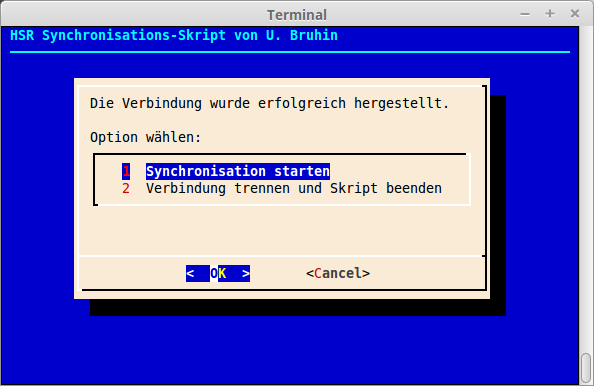 Terminal
HSR Synchronisations-Skript von U. Bruhin
Die Verbindung wurde erfolgreich hergestellt.
Option wählen:
1 Synchronisation starten
2 Verbindung trennen und Skript beenden
< OK > <Cancel>